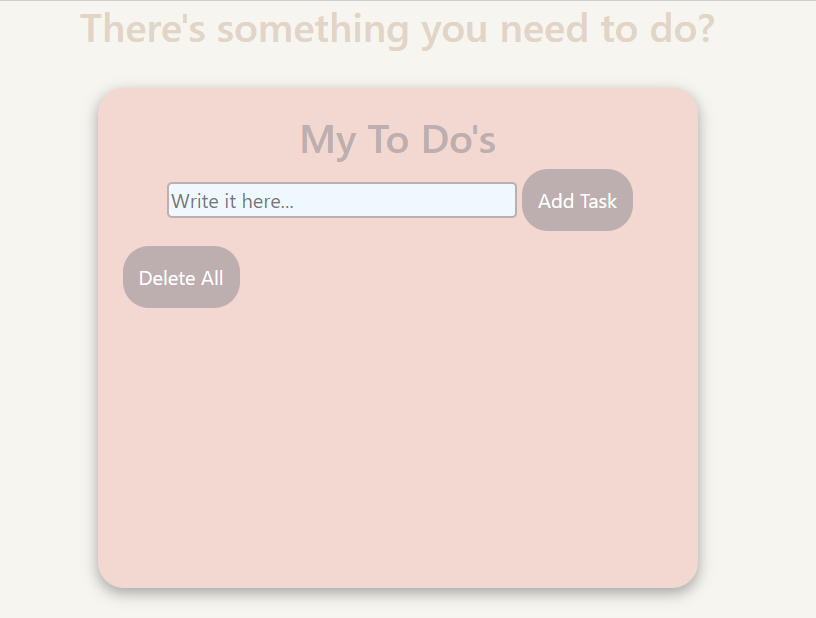 There's something you need to do?
My To Do's
Write it here...
Add Task
Delete All